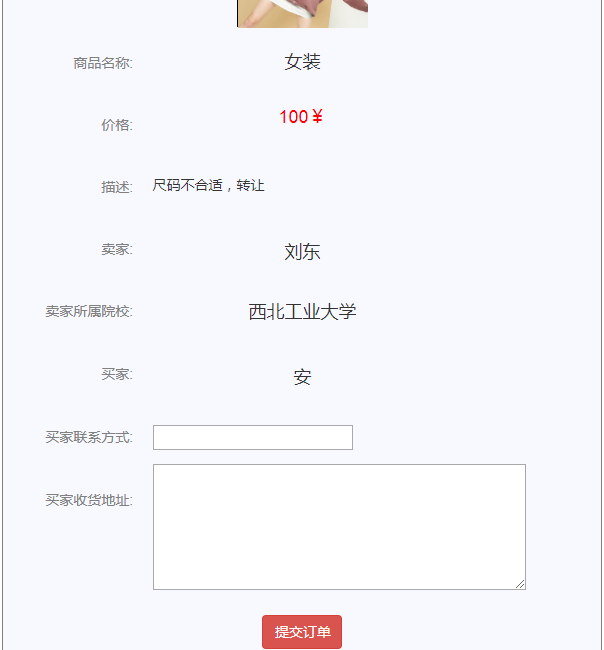 商品名称: 女装
价格: 100¥
描述: 尺码不合适，转让
卖家: 刘东
卖家所属院校: 西北工业大学
买家: 安
买家联系方式:
买家收货地址:
提交订单